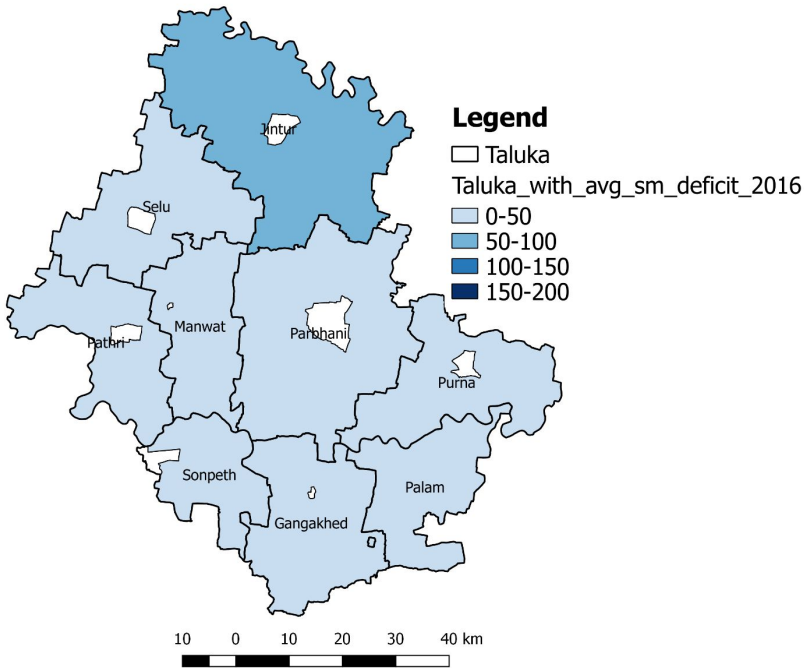 Jintur
Legend
Taluka
Taluka_with_avg_sm_deficit_2016
0-50
50-100
100-150
150-200
Selu
Manwat
Parbhani
Pathri
Purna
Sonpeth
Palam
Gangakhed
10 0 10 20 30 40 km